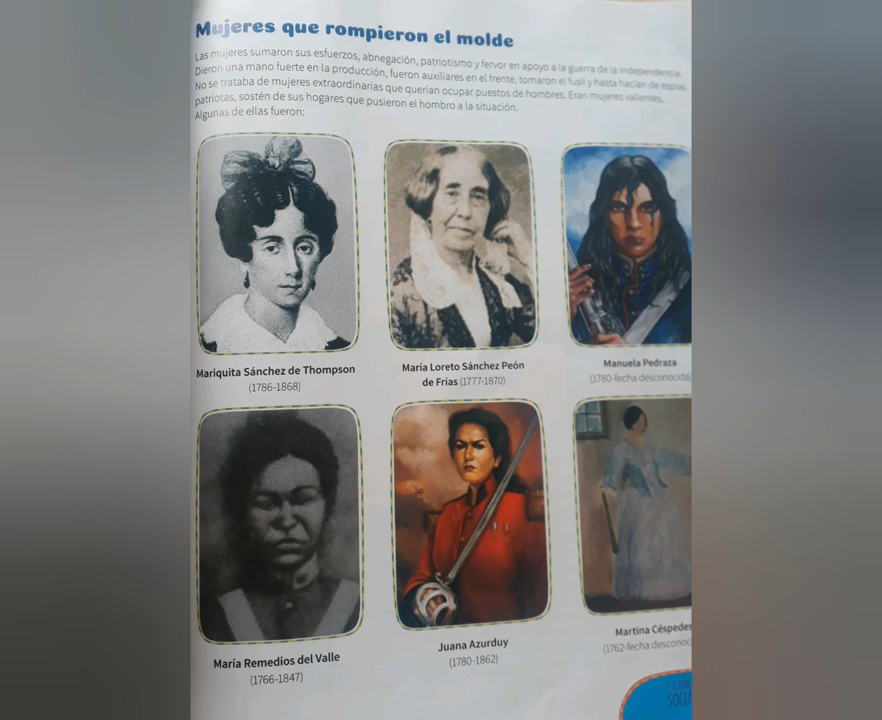 Mujeres que rompieron el molde
Las mujeres sumaron sus esfuerzos, abnegación, patriotismo y fervor en apoyo a la guerra de la independencia.
Dieron una mano fuerte en la producción, fueron auxiliares en el frente, tomaron el fusil y hasta hacían de espías.
No se trataba de mujeres extraordinarias que querían ocupar puestos de hombres. Eran mujeres valientes,
patriotas, sostén de sus hogares que pusieron el hombro a la situación.
Algunas de ellas fueron:
Mariquita Sánchez de Thompson
(1786-1868)
María Loreto Sánchez Peón
de Frías (1777-1870)
Manuela Pedraza
(1780-fecha desconocida)
María Remedios del Valle
(1766-1847)
Juana Azurduy
(1780-1862)
Martina Céspedes
(1762-fecha desconoc